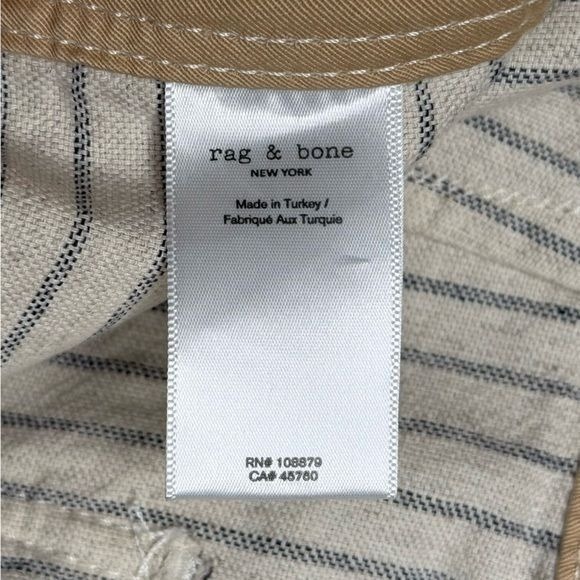 rag & bone
NEW YORK
Made in Turkey /
Fabriqué Aux Turquie
RN# 108879
CA# 45760